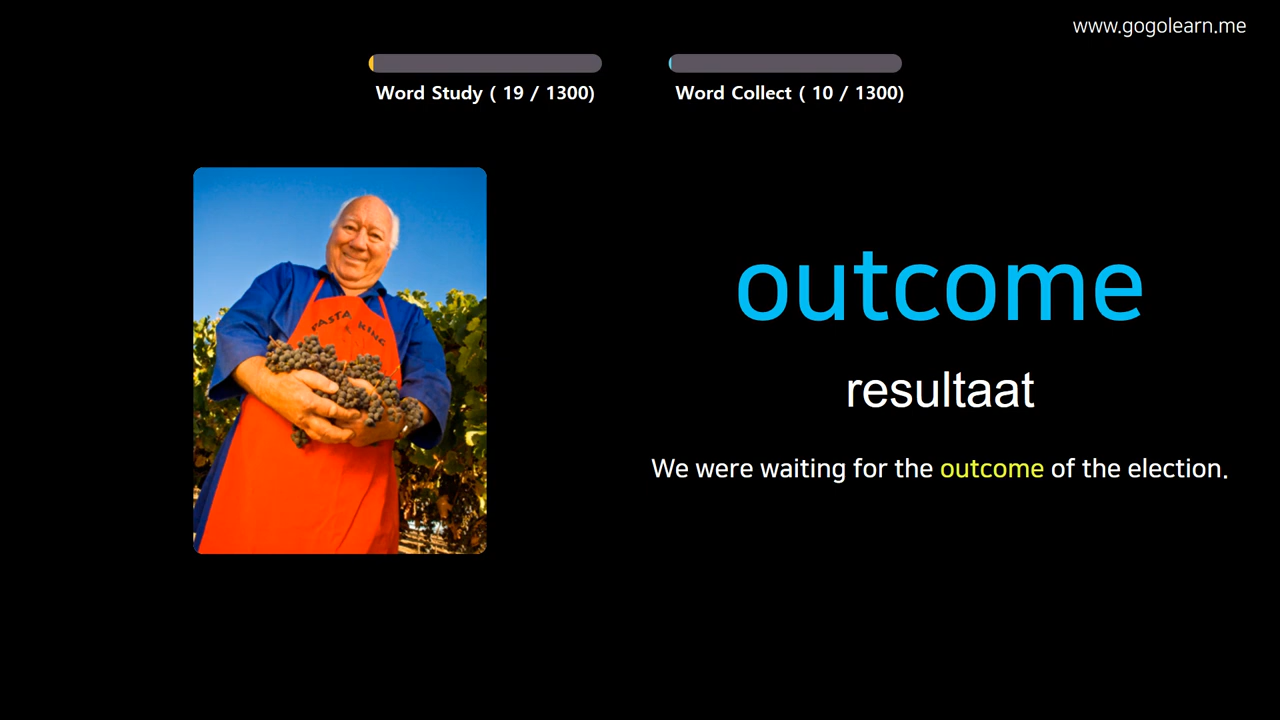 www.gogolearn.me
Word Study ( 19 / 1300)
Word Collect ( 10 / 1300)
PASTA KING
outcome
resultaat
We were waiting for the outcome of the election.